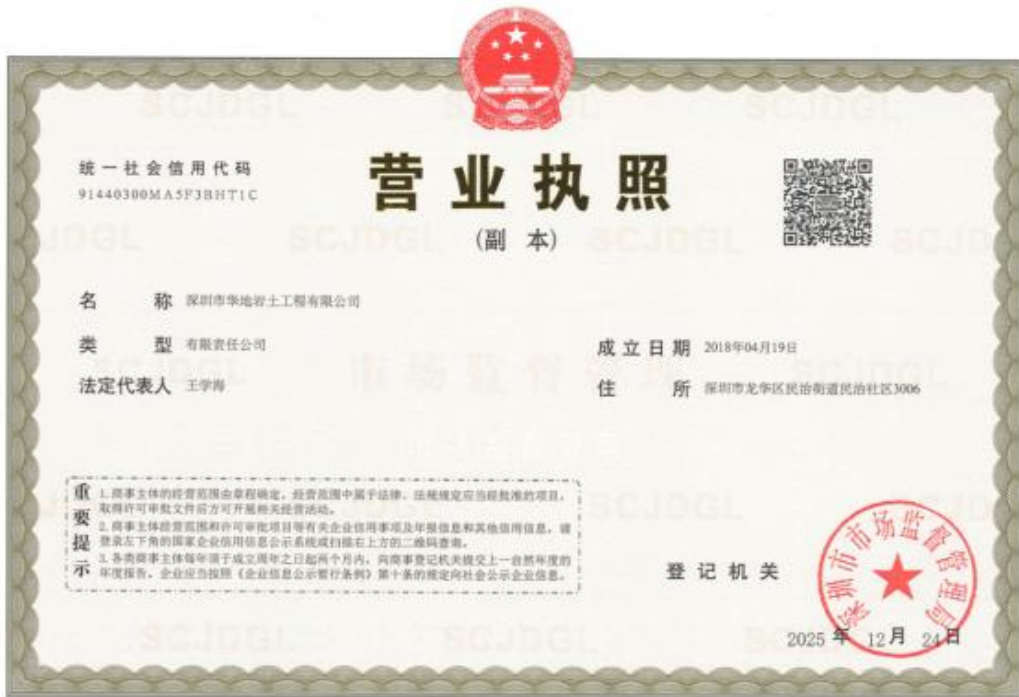 统一社会信用代码
91440300MA5F3BHT1C
营业执照
(副 本)
名 称 深圳市华地岩土工程有限公司
类 型 有限责任公司
成立日期 2018年04月19日
法定代表人 王学海
住 所 深圳市龙华区民治街道民治社区3006
重要提示
1. 商事主体的经营范围由章程确定。经营范围中属于法律、法规规定应当经批准的项目，
取得许可审批文件后方可开展相关经营活动。
2. 商事主体经营范围和许可审批项目等有关企业信用事项及年报信息和其他信用信息，请
登录左下角的国家企业信用信息公示系统或扫描右上方的二维码查询。
3. 各类商事主体每年须于成立周年之日起两个月内，向商事登记机关提交上一自然年度的
年度报告。企业应当按照《企业信息公示暂行条例》第十条的规定向社会公示企业信息。
登记机关
深圳市市场监督管理局
2025 年 12 月 24 日
SCJDGL
市场监督管理